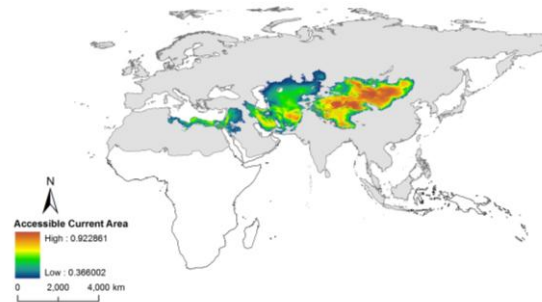 N
Accessible Current Area
High : 0.922861
Low : 0.366002
0 2,000 4,000 km